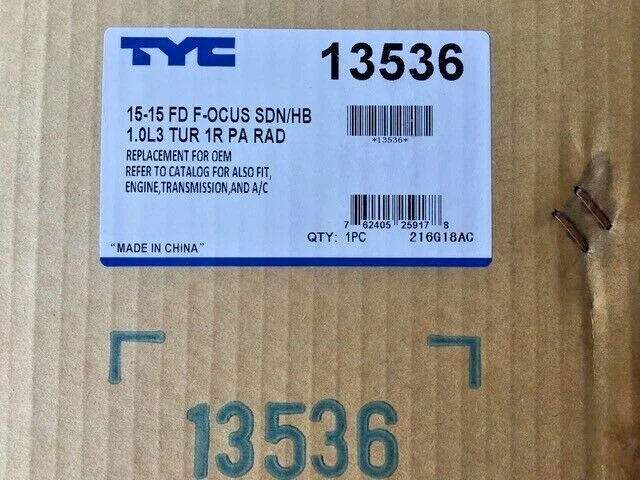 TYC 13536
15-15 FD F-OCUS SDN/HB
1.0L3 TUR 1R PA RAD
*13536*
REPLACEMENT FOR OEM
REFER TO CATALOG FOR ALSO FIT,
ENGINE,TRANSMISSION,AND A/C
7 62405 25917 8
QTY: 1PC 216G18AC
"MADE IN CHINA"
13536